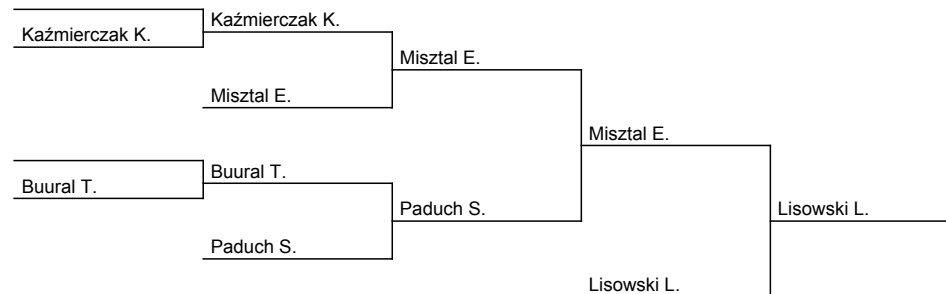 Kaźmierczak K.
Kaźmierczak K.
Misztal E.
Misztal E.
Misztal E.
Buural T.
Buural T.
Paduch S.
Lisowski L.
Paduch S.
Lisowski L.